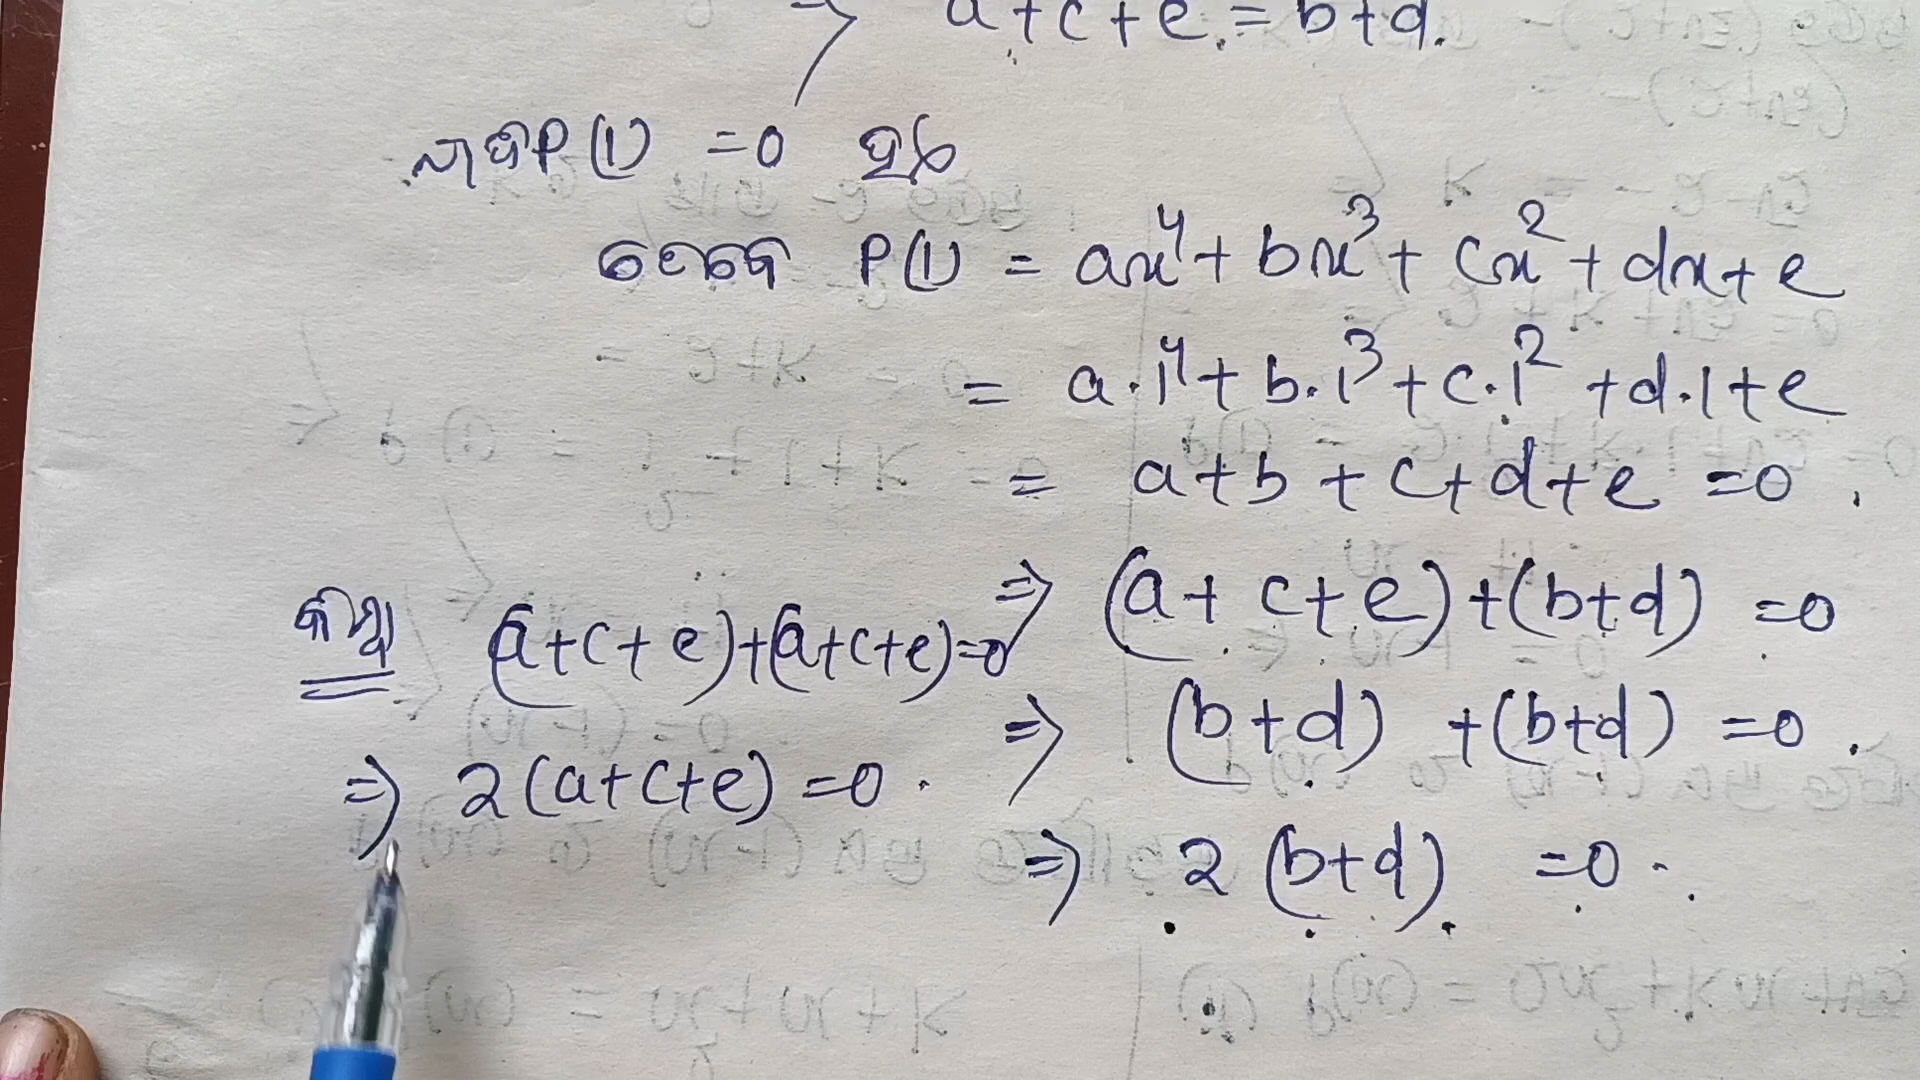 ⇒ a+c+e = b+d.
ଯଦି P(1) = 0 ହୁଏ
ତେବେ P(1) = ax⁴ + bx³ + cx² + dx + e
= a·1⁴ + b·1³ + c·1² + d·1 + e
= a+b+c+d+e = 0.
⇒ (a+c+e)+(b+d) = 0
⇒ (b+d) +(b+d) = 0.
⇒ 2 (b+d) = 0.
କିମ୍ବା (a+c+e)+(a+c+e)=0
⇒ 2(a+c+e) = 0.